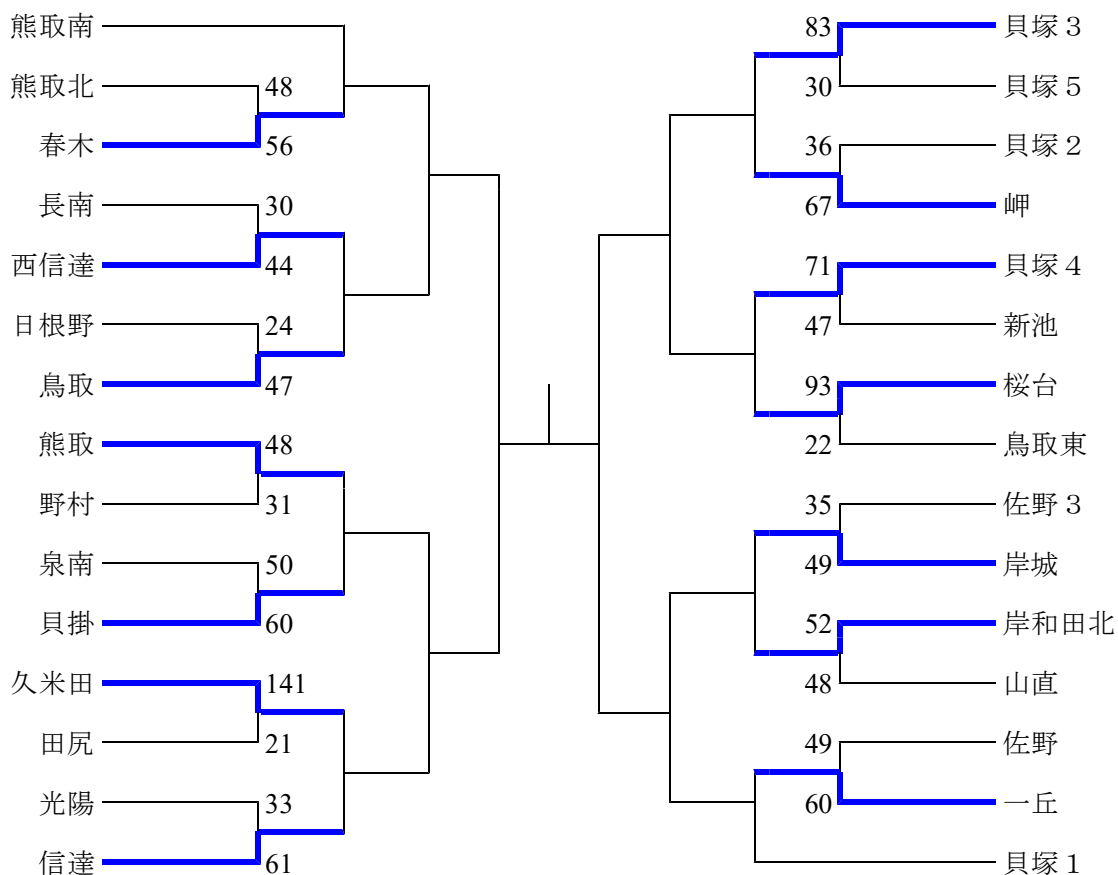 熊取南
熊取北 48
春木 56
長南 30
西信達 44
日根野 24
鳥取 47
熊取 48
野村 31
泉南 50
貝掛 60
久米田 141
田尻 21
光陽 33
信達 61
83 貝塚３
30 貝塚５
36 貝塚２
67 岬
71 貝塚４
47 新池
93 桜台
22 鳥取東
35 佐野３
49 岸城
52 岸和田北
48 山直
49 佐野
60 一丘
貝塚１